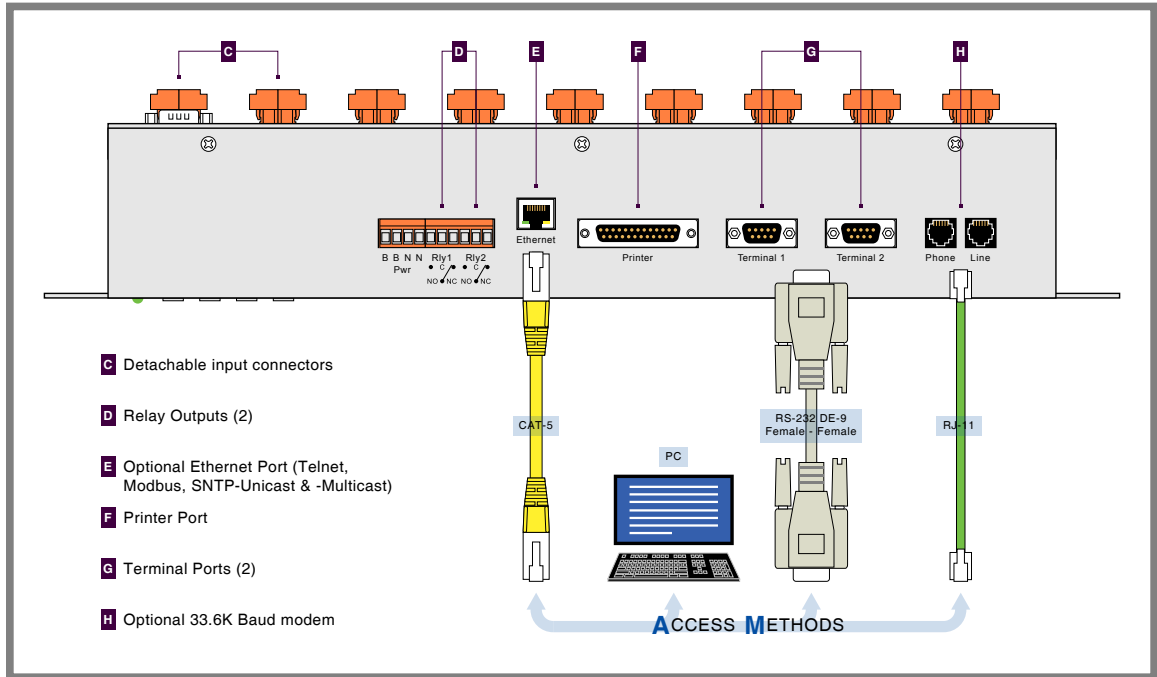 C D E F G H
Ethernet
Printer
Terminal 1
Terminal 2
Phone Line
B B N N Rly1 Rly2
Pwr
C C
NO NC NO NC
C Detachable input connectors
D Relay Outputs (2)
E Optional Ethernet Port (Telnet,
Modbus, SNTP-Unicast & -Multicast)
F Printer Port
G Terminal Ports (2)
H Optional 33.6K Baud modem
CAT-5
PC
RS-232 DE-9
Female - Female
RJ-11
ACCESS METHODS